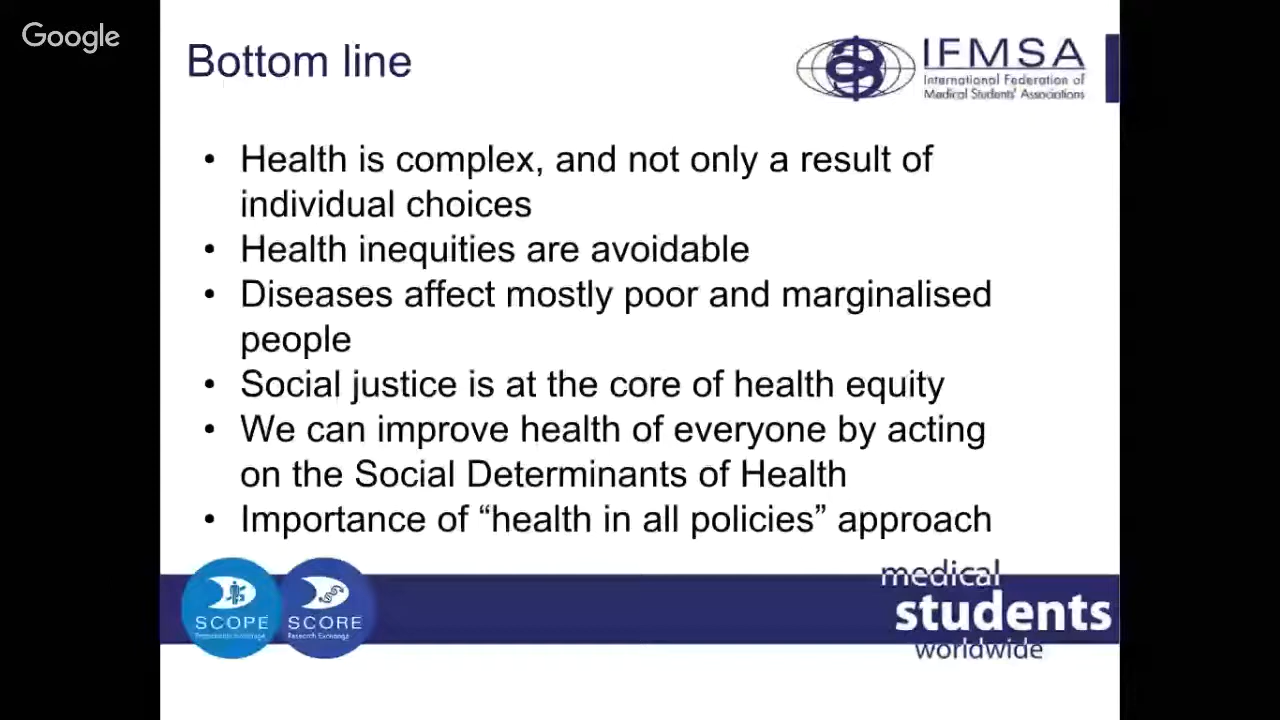 Google
Bottom line
IFMSA
International Federation of
Medical Students' Associations
• Health is complex, and not only a result of
individual choices
• Health inequities are avoidable
• Diseases affect mostly poor and marginalised
people
• Social justice is at the core of health equity
• We can improve health of everyone by acting
on the Social Determinants of Health
• Importance of “health in all policies” approach
SCOPE
SCORE
Research Exchange
medical
students
worldwide